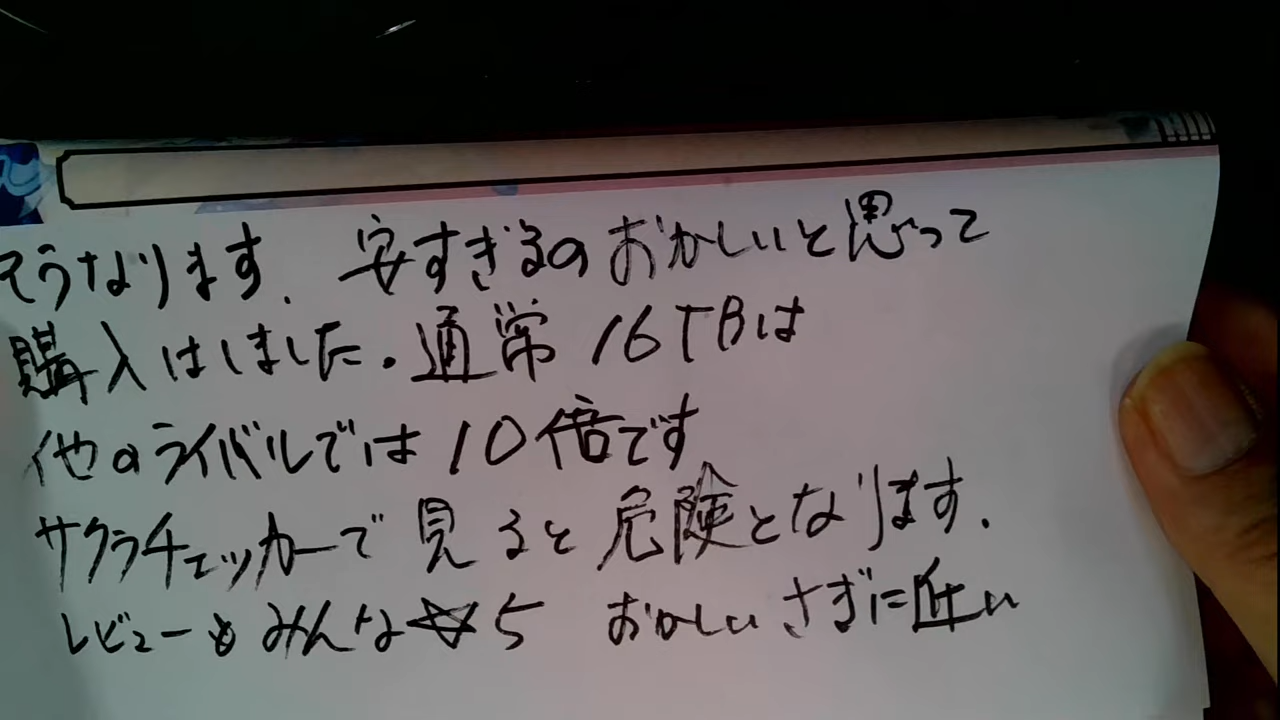 そうなります. 安すぎるのおかしいと思って
購入はしました. 通常 16TBは
他のライバルでは 10倍です
サクラチェッカーで 見ると 危険となります.
レビューもみんな☆5 おかしい さぎに近い